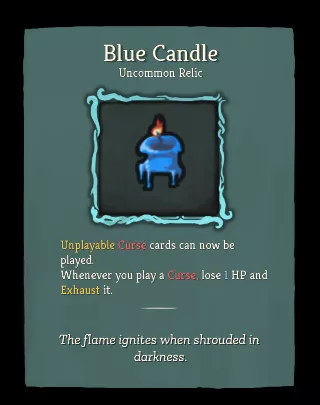 Blue Candle
Uncommon Relic
Unplayable Curse cards can now be
played.
Whenever you play a Curse, lose 1 HP and
Exhaust it.
The flame ignites when shrouded in
darkness.